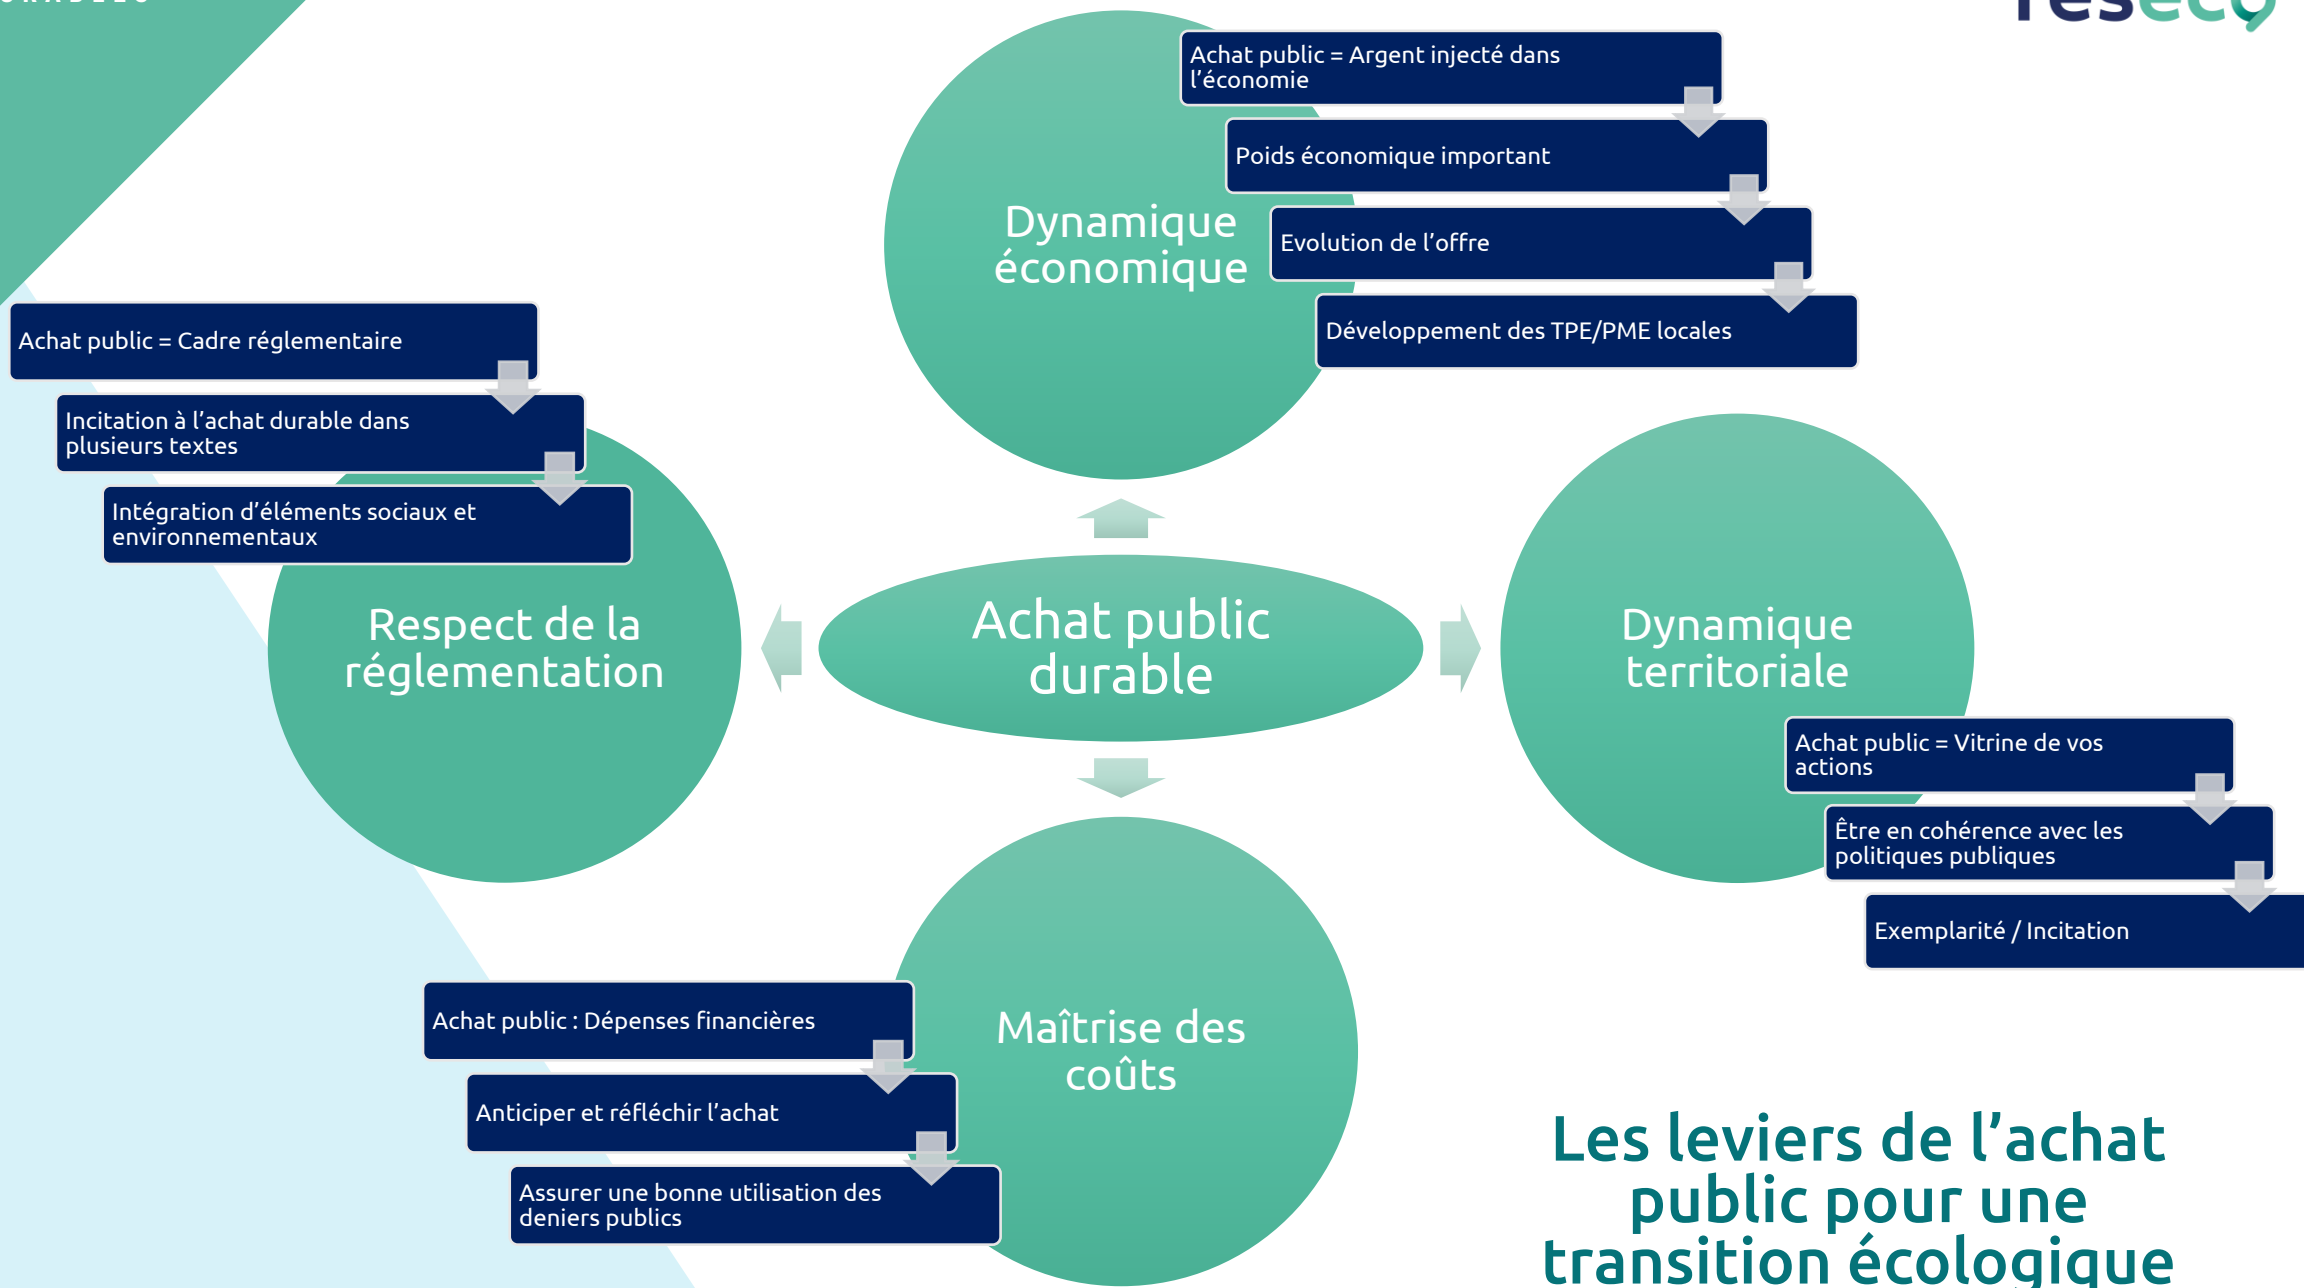 reseco
Achat public = Argent injecté dans
l’économie
Poids économique important
Evolution de l’offre
Développement des TPE/PME locales
Dynamique
économique
Achat public = Cadre réglementaire
Incitation à l’achat durable dans
plusieurs textes
Intégration d’éléments sociaux et
environnementaux
Respect de la
réglementation
Achat public
durable
Dynamique
territoriale
Achat public = Vitrine de vos
actions
Être en cohérence avec les
politiques publiques
Exemplarité / Incitation
Achat public : Dépenses financières
Anticiper et réfléchir l’achat
Assurer une bonne utilisation des
deniers publics
Maîtrise des
coûts
Les leviers de l’achat
public pour une
transition écologique